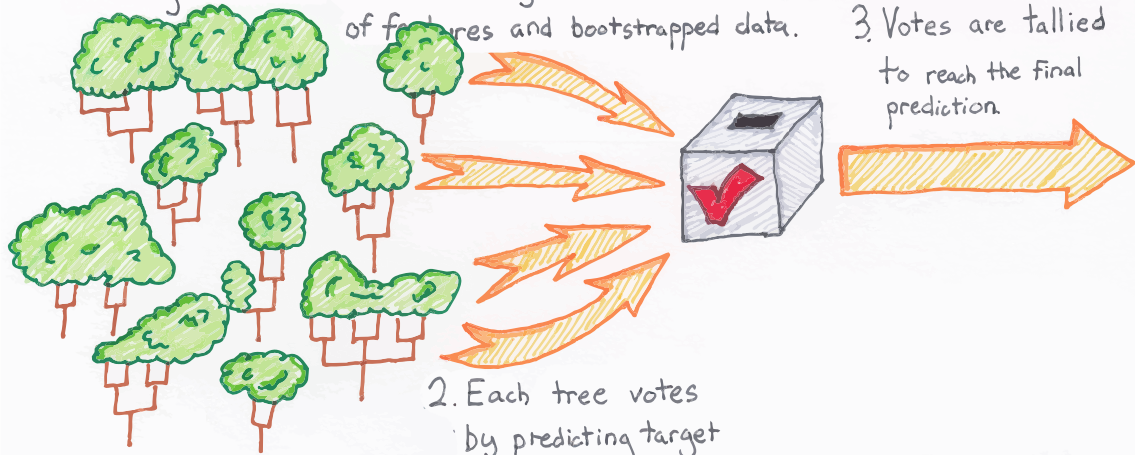 of features and bootstrapped data.
3. Votes are tallied
to reach the final
prediction.
2. Each tree votes
by predicting target